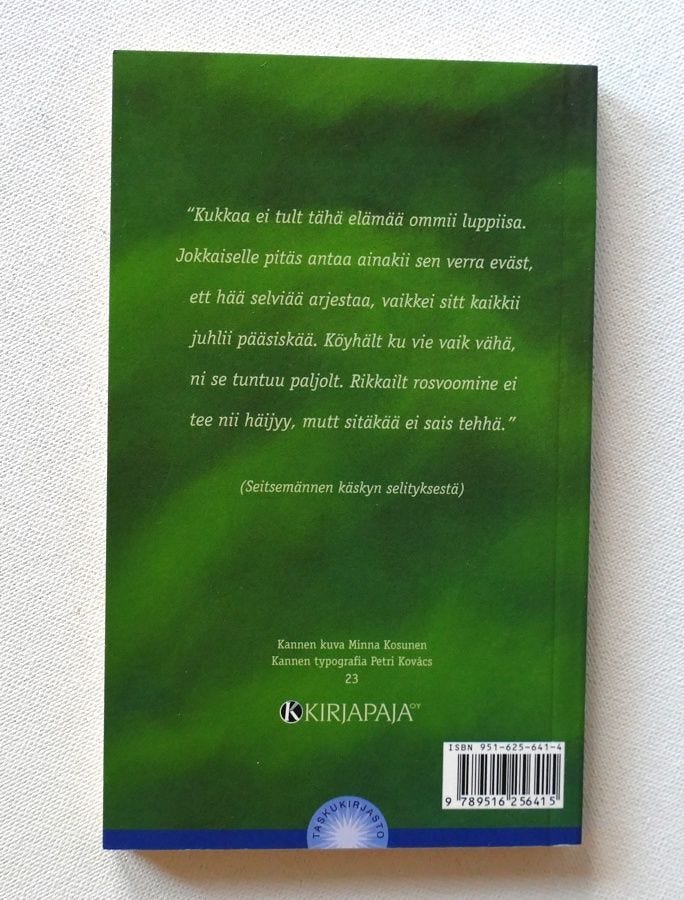 “Kukkaa ei tult tähä elämää ommii luppiisa.
Jokkaiselle pitäs antaa ainakii sen verra eväst,
ett hää selviää arjestaa, vaikkei sitt kaikkii
juhlii pääsiskää. Köyhält ku vie vaik vähä,
ni se tuntuu paljolt. Rikkailt rosvoomine ei
tee nii häijyy, mutt sitäkää ei sais tehhä.”
(Seitsemännen käskyn selityksestä)
Kannen kuva Minna Kosunen
Kannen typografia Petri Kovács
23
K KIRJAPAJA OY
ISBN 951-625-641-4
9 789516 256415
TASKUKIRJASTO